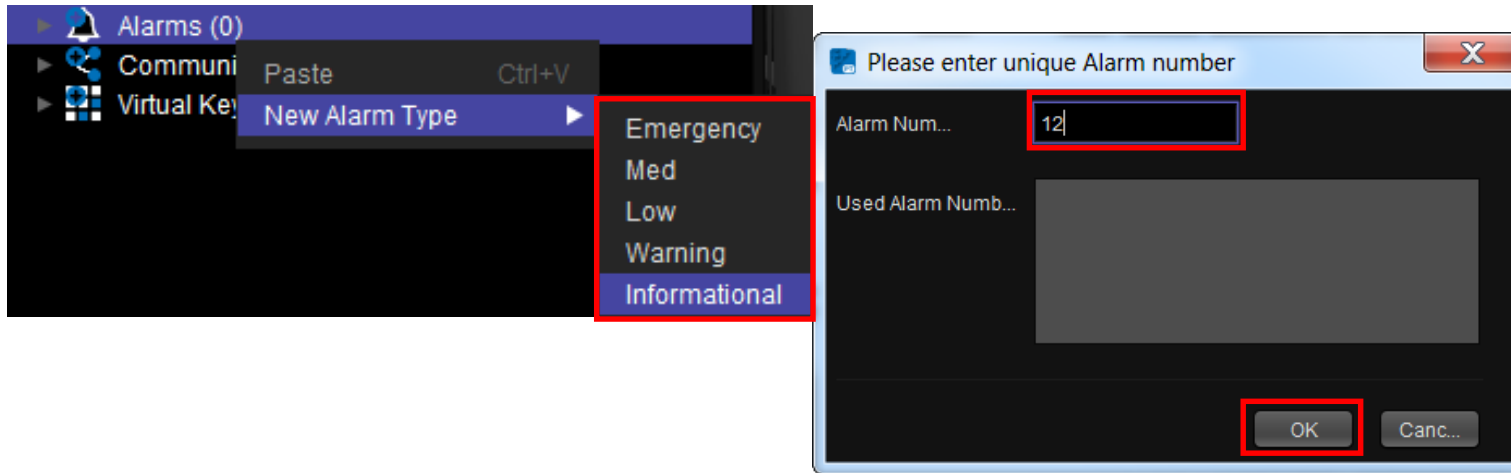 Alarms (0)
Communi
Virtual Key
Paste Ctrl+V
New Alarm Type
Emergency
Med
Low
Warning
Informational
Please enter unique Alarm number
Alarm Num...
12
Used Alarm Numb...
OK
Canc...